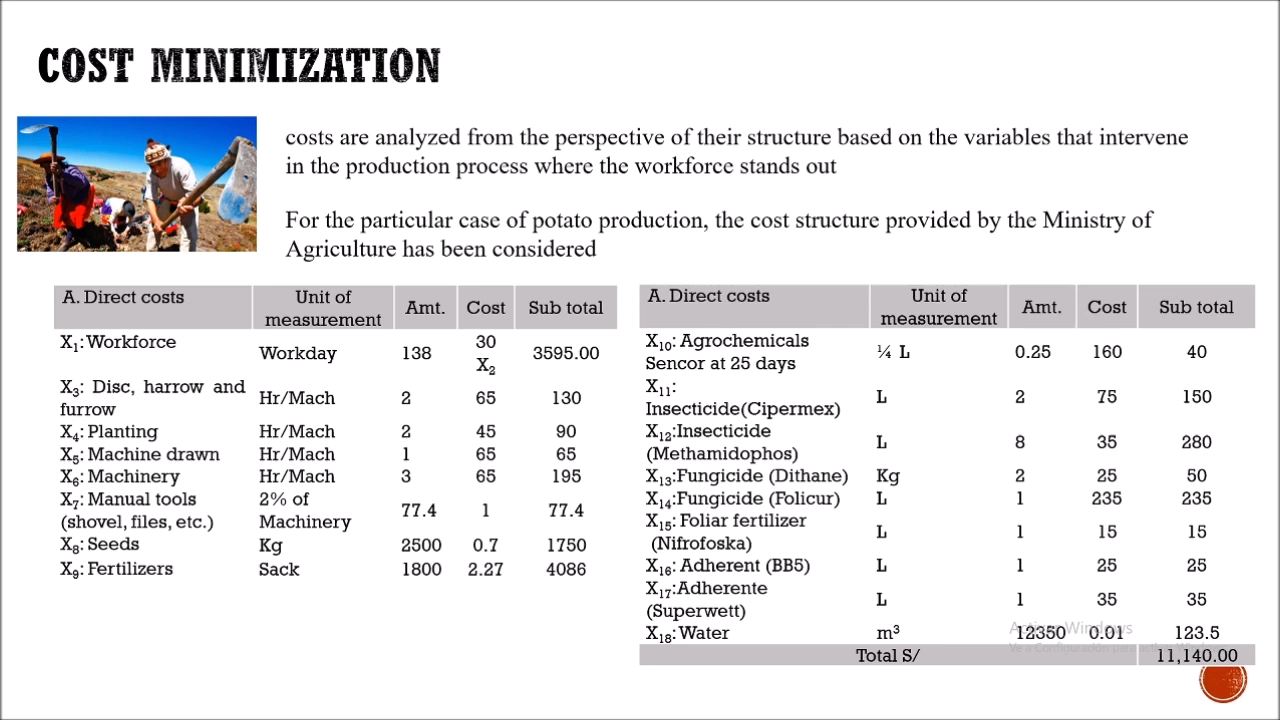 COST MINIMIZATION
costs are analyzed from the perspective of their structure based on the variables that intervene
in the production process where the workforce stands out
For the particular case of potato production, the cost structure provided by the Ministry of
Agriculture has been considered
A. Direct costs Unit of measurement Amt. Cost Sub total
X₁: Workforce Workday 138 30 X₂ 3595.00
X₃: Disc, harrow and furrow Hr/Mach 2 65 130
X₄: Planting Hr/Mach 2 45 90
X₅: Machine drawn Hr/Mach 1 65 65
X₆: Machinery Hr/Mach 3 65 195
X₇: Manual tools (shovel, files, etc.) 2% of Machinery 77.4 1 77.4
X₈: Seeds Kg 2500 0.7 1750
X₉: Fertilizers Sack 1800 2.27 4086
A. Direct costs Unit of measurement Amt. Cost Sub total
X₁₀: Agrochemicals Sencor at 25 days ¼ L 0.25 160 40
X₁₁: Insecticide(Cipermex) L 2 75 150
X₁₂:Insecticide (Methamidophos) L 8 35 280
X₁₃:Fungicide (Dithane) Kg 2 25 50
X₁₄:Fungicide (Folicur) L 1 235 235
X₁₅: Foliar fertilizer (Nifrofoska) L 1 15 15
X₁₆: Adherent (BB5) L 1 25 25
X₁₇:Adherente (Superwett) L 1 35 35
X₁₈: Water m³ 12350 0.01 123.5
Total S/ 11,140.00
Windows